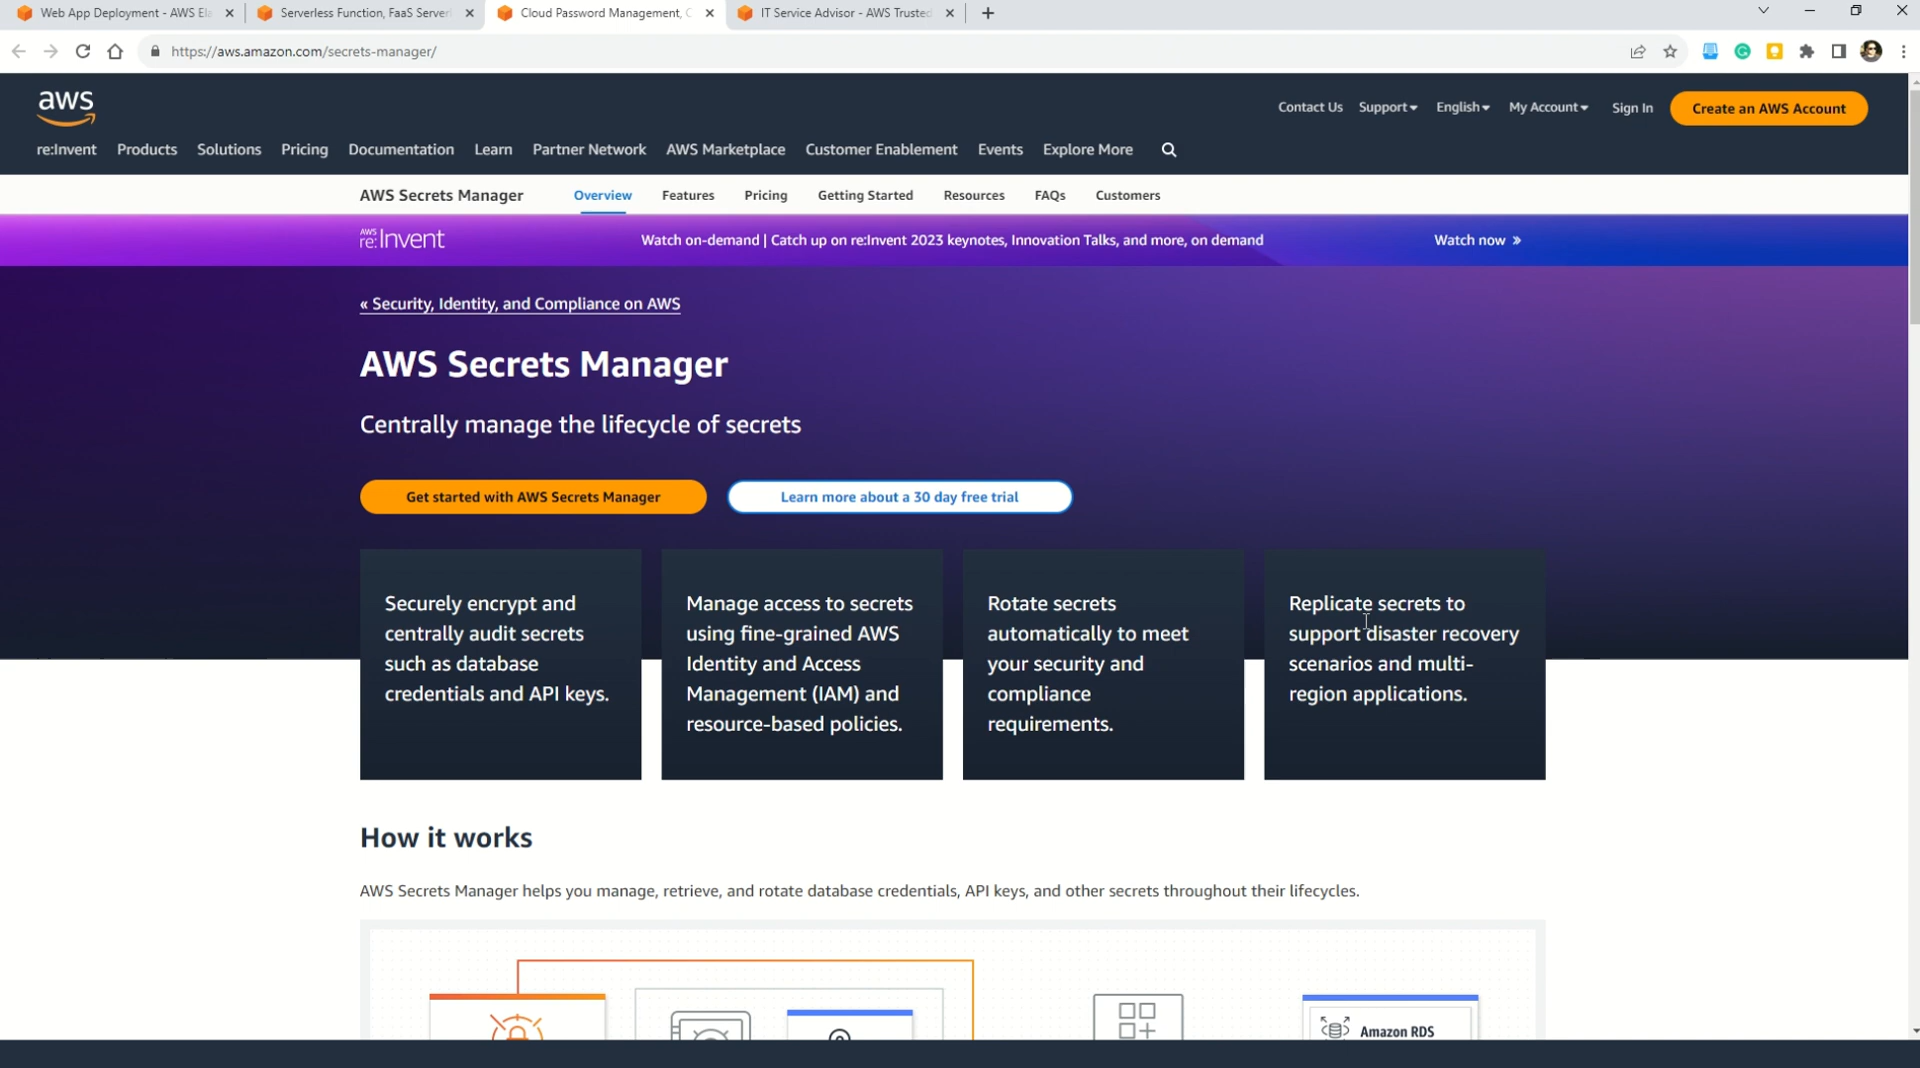 Web App Deployment - AWS Ela
Serverless Function, FaaS Server
Cloud Password Management, C
IT Service Advisor - AWS Trusted
https://aws.amazon.com/secrets-manager/
aws
Contact Us
Support
English
My Account
Sign In
Create an AWS Account
re:Invent
Products
Solutions
Pricing
Documentation
Learn
Partner Network
AWS Marketplace
Customer Enablement
Events
Explore More
AWS Secrets Manager
Overview
Features
Pricing
Getting Started
Resources
FAQs
Customers
AWS re:Invent
Watch on-demand | Catch up on re:Invent 2023 keynotes, Innovation Talks, and more, on demand
Watch now »
« Security, Identity, and Compliance on AWS
AWS Secrets Manager
Centrally manage the lifecycle of secrets
Get started with AWS Secrets Manager
Learn more about a 30 day free trial
Securely encrypt and
centrally audit secrets
such as database
credentials and API keys.
Manage access to secrets
using fine-grained AWS
Identity and Access
Management (IAM) and
resource-based policies.
Rotate secrets
automatically to meet
your security and
compliance
requirements.
Replicate secrets to
support disaster recovery
scenarios and multi-
region applications.
How it works
AWS Secrets Manager helps you manage, retrieve, and rotate database credentials, API keys, and other secrets throughout their lifecycles.
Amazon RDS